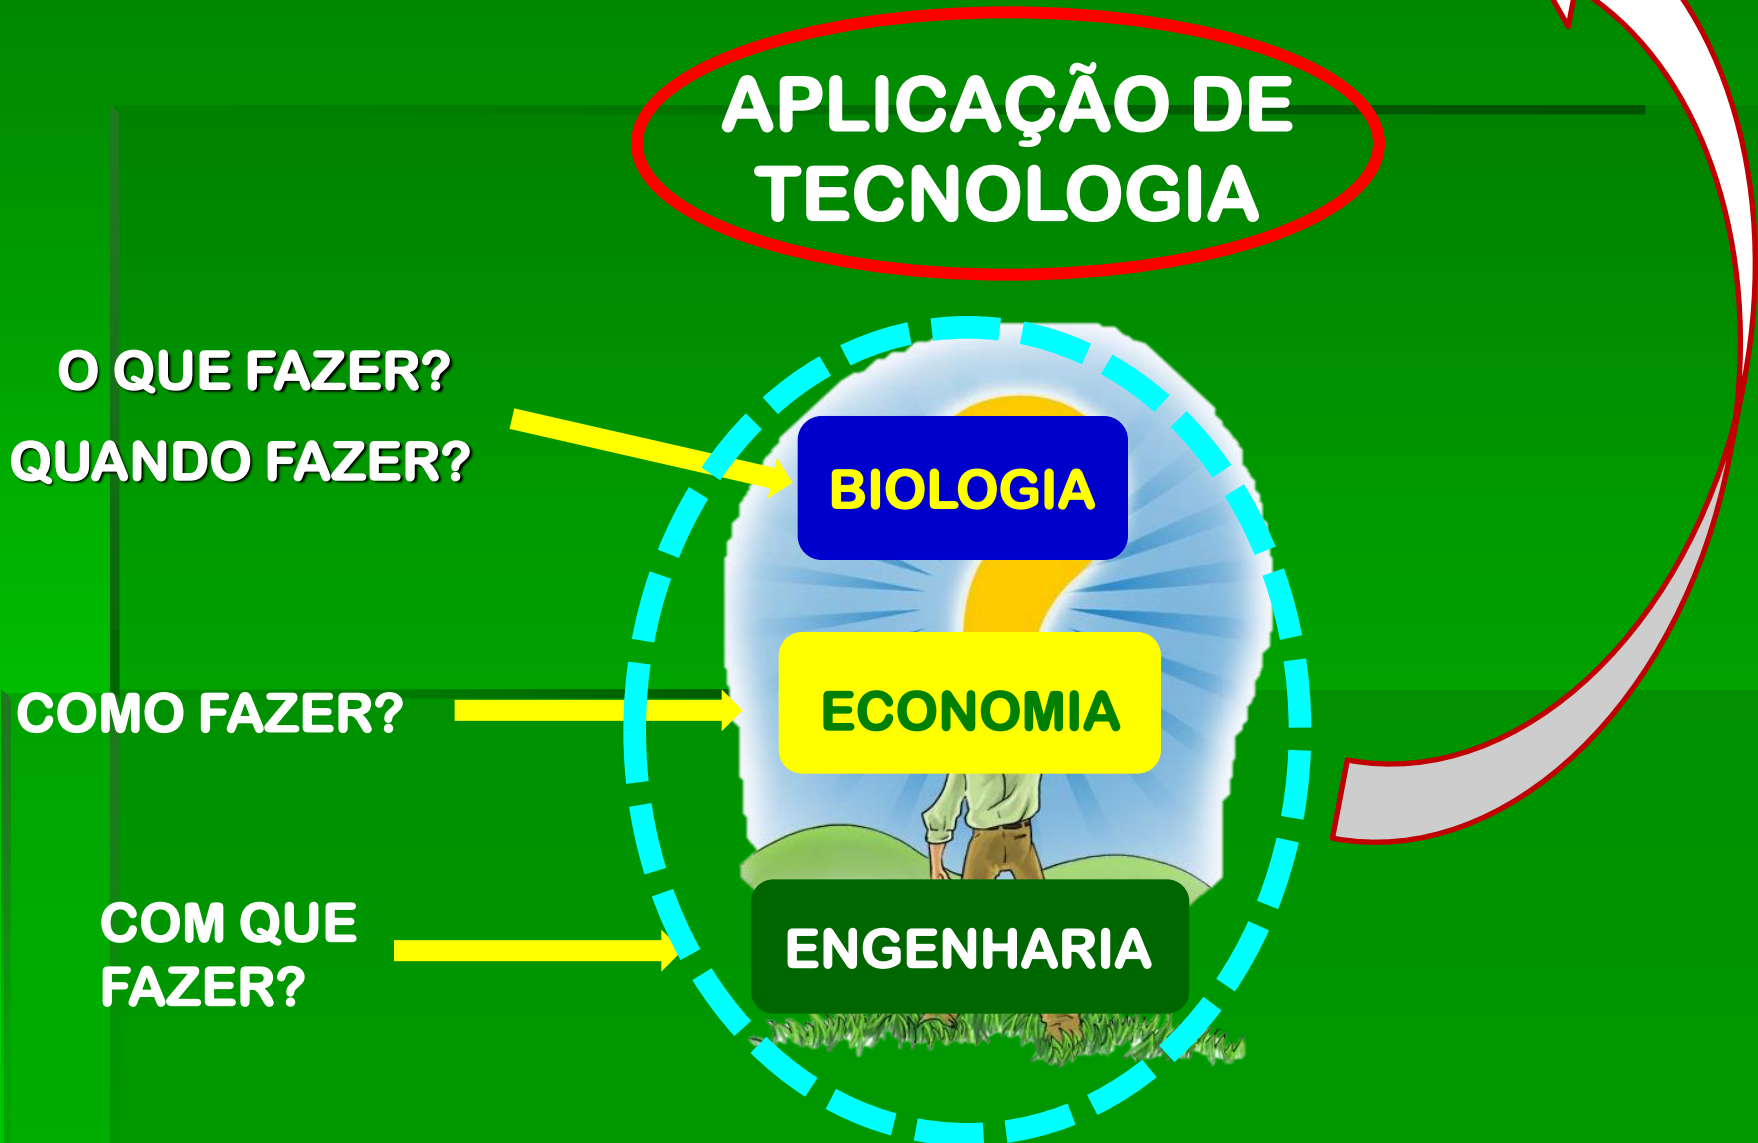 APLICAÇÃO DE
TECNOLOGIA
O QUE FAZER?
QUANDO FAZER?
BIOLOGIA
COMO FAZER?
ECONOMIA
COM QUE
FAZER?
ENGENHARIA